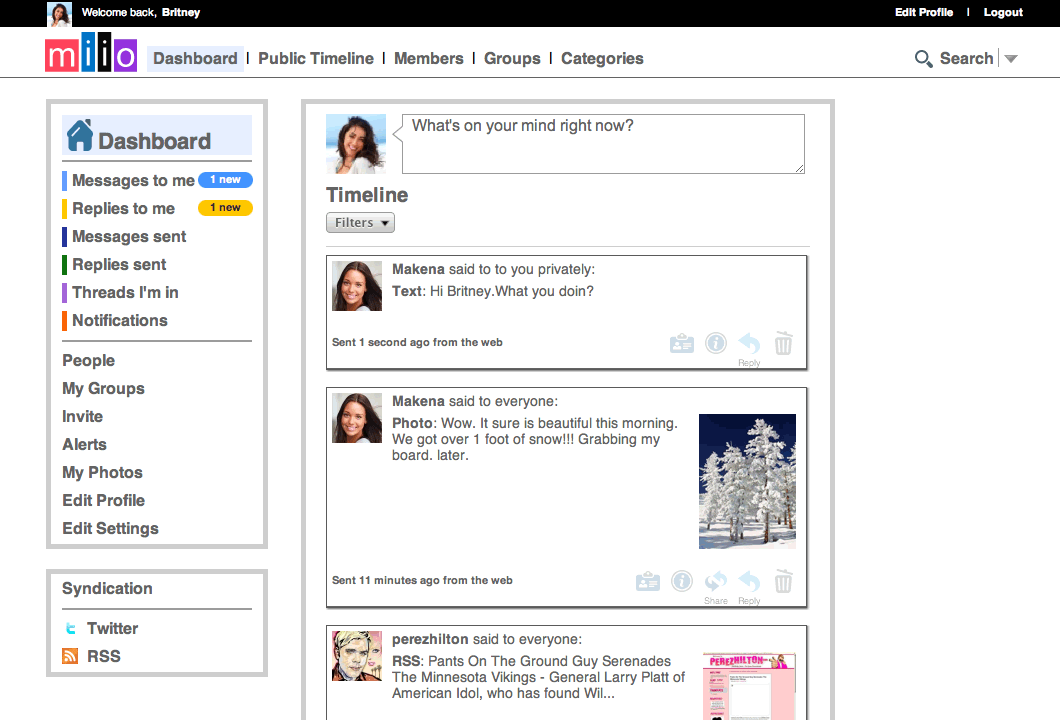 Welcome back, Britney
Edit Profile | Logout
miio
Dashboard | Public Timeline | Members | Groups | Categories
Search
Dashboard
Messages to me 1 new
Replies to me 1 new
Messages sent
Replies sent
Threads I'm in
Notifications
People
My Groups
Invite
Alerts
My Photos
Edit Profile
Edit Settings
Syndication
Twitter
RSS
What's on your mind right now?
Timeline
Filters
Makena said to to you privately:
Text: Hi Britney.What you doin?
Sent 1 second ago from the web
Reply
Makena said to everyone:
Photo: Wow. It sure is beautiful this morning.
We got over 1 foot of snow!!! Grabbing my
board. later.
Sent 11 minutes ago from the web
Share Reply
perezhilton said to everyone:
RSS: Pants On The Ground Guy Serenades
The Minnesota Vikings - General Larry Platt of
American Idol, who has found Wil...
PEREZHILTON